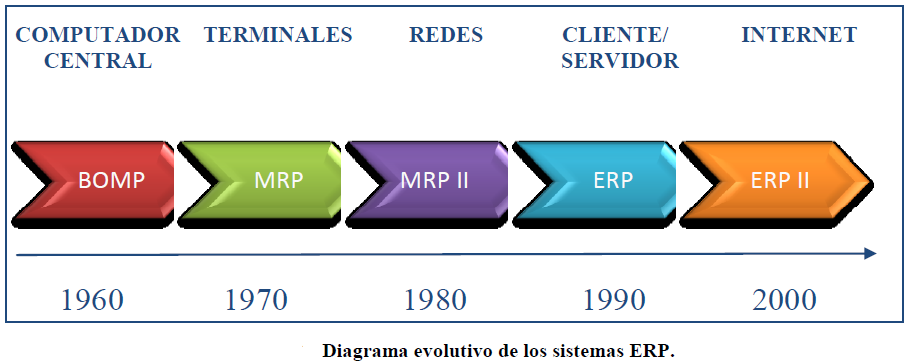 COMPUTADOR CENTRAL
TERMINALES
REDES
CLIENTE/ SERVIDOR
INTERNET
BOMP
MRP
MRP II
ERP
ERP II
1960
1970
1980
1990
2000
Diagrama evolutivo de los sistemas ERP.